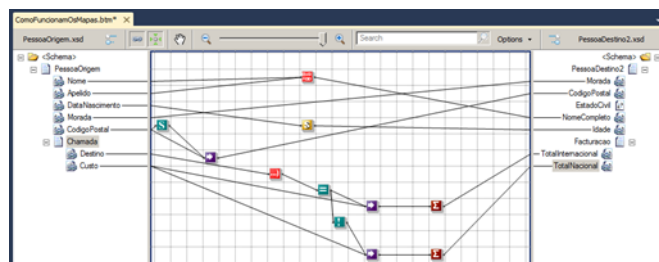 ComoFuncionamOsMapas.btm* ×
PessoaOrigem.xsd Search Options PessoaDestino2.xsd
<Schema> <Schema>
PessoaOrigem PessoaDestino2
Nome Morada
Apelido CodigoPostal
DataNascimento EstadoCivil
Morada NomeCompleto
CodigoPostal Idade
Chamada Facturacao
Destino TotalInternacional
Custo TotalNacional